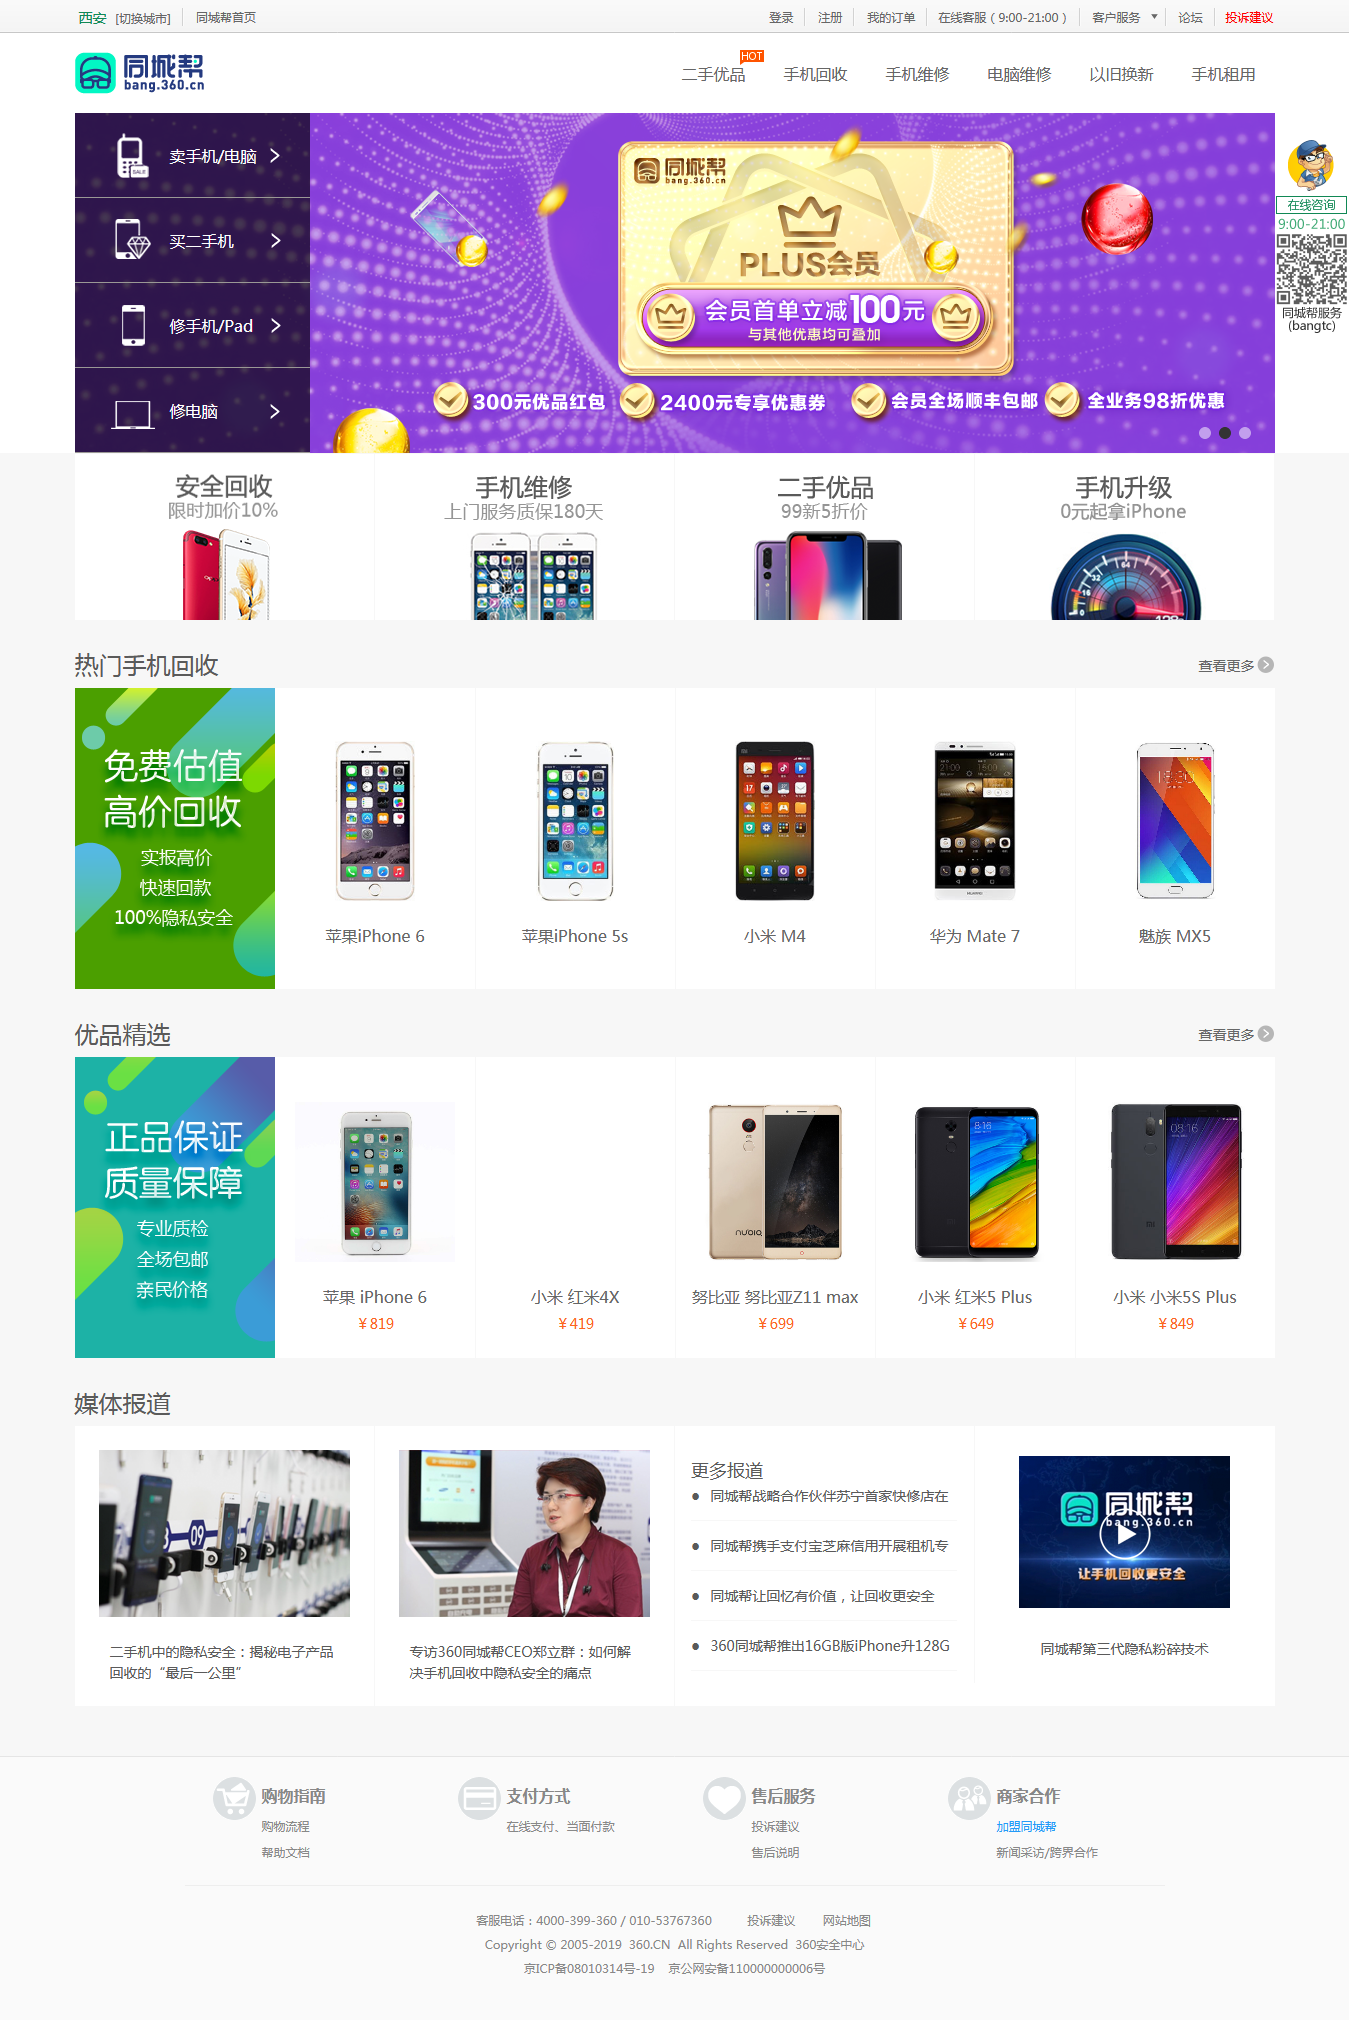 西安 [切换城市] 同城帮首页 登录 注册 我的订单 在线客服（9:00-21:00） 客户服务 论坛 投诉建议
同城帮
bang.360.cn
HOT
二手优品 手机回收 手机维修 电脑维修 以旧换新 手机租用
卖手机/电脑
SALE
买二手机
修手机/Pad
修电脑
同城帮
bang.360.cn
PLUS会员
会员首单立减100元
与其他优惠均可叠加
300元优品红包 2400元专享优惠券 会员全场顺丰包邮 全业务98折优惠
在线咨询
9:00-21:00
同城帮服务
(bangtc)
安全回收
限时加价10%
手机维修
上门服务质保180天
二手优品
99新5折价
手机升级
0元起拿iPhone
热门手机回收 查看更多
免费估值
高价回收
实报高价
快速回款
100%隐私安全
苹果iPhone 6
苹果iPhone 5s
小米 M4
华为 Mate 7
魅族 MX5
优品精选 查看更多
正品保证
质量保障
专业质检
全场包邮
亲民价格
苹果 iPhone 6
￥819
小米 红米4X
￥419
努比亚 努比亚Z11 max
￥699
小米 红米5 Plus
￥649
小米 小米5S Plus
￥849
媒体报道
09
二手机中的隐私安全：揭秘电子产品
回收的“最后一公里”
专访360同城帮CEO郑立群：如何解
决手机回收中隐私安全的痛点
更多报道
同城帮战略合作伙伴苏宁首家快修店在
同城帮携手支付宝芝麻信用开展租机专
同城帮让回忆有价值，让回收更安全
360同城帮推出16GB版iPhone升128G
同城帮
bang.360.cn
让手机回收更安全
同城帮第三代隐私粉碎技术
购物指南
购物流程
帮助文档
支付方式
在线支付、当面付款
售后服务
投诉建议
售后说明
商家合作
加盟同城帮
新闻采访/跨界合作
客服电话：4000-399-360 / 010-53767360 投诉建议 网站地图
Copyright © 2005-2019 360.CN All Rights Reserved 360安全中心
京ICP备08010314号-19 京公网安备110000000006号